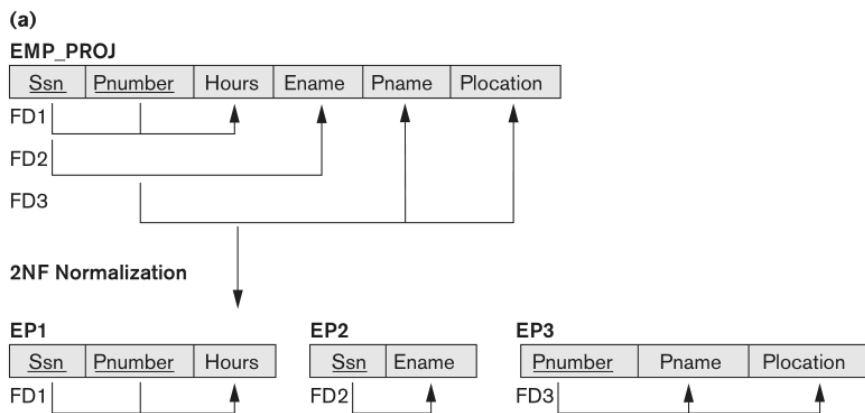 (a)
EMP_PROJ
Ssn Pnumber Hours Ename Pname Plocation
FD1
FD2
FD3
2NF Normalization
EP1 EP2 EP3
Ssn Pnumber Hours Ssn Ename Pnumber Pname Plocation
FD1 FD2 FD3